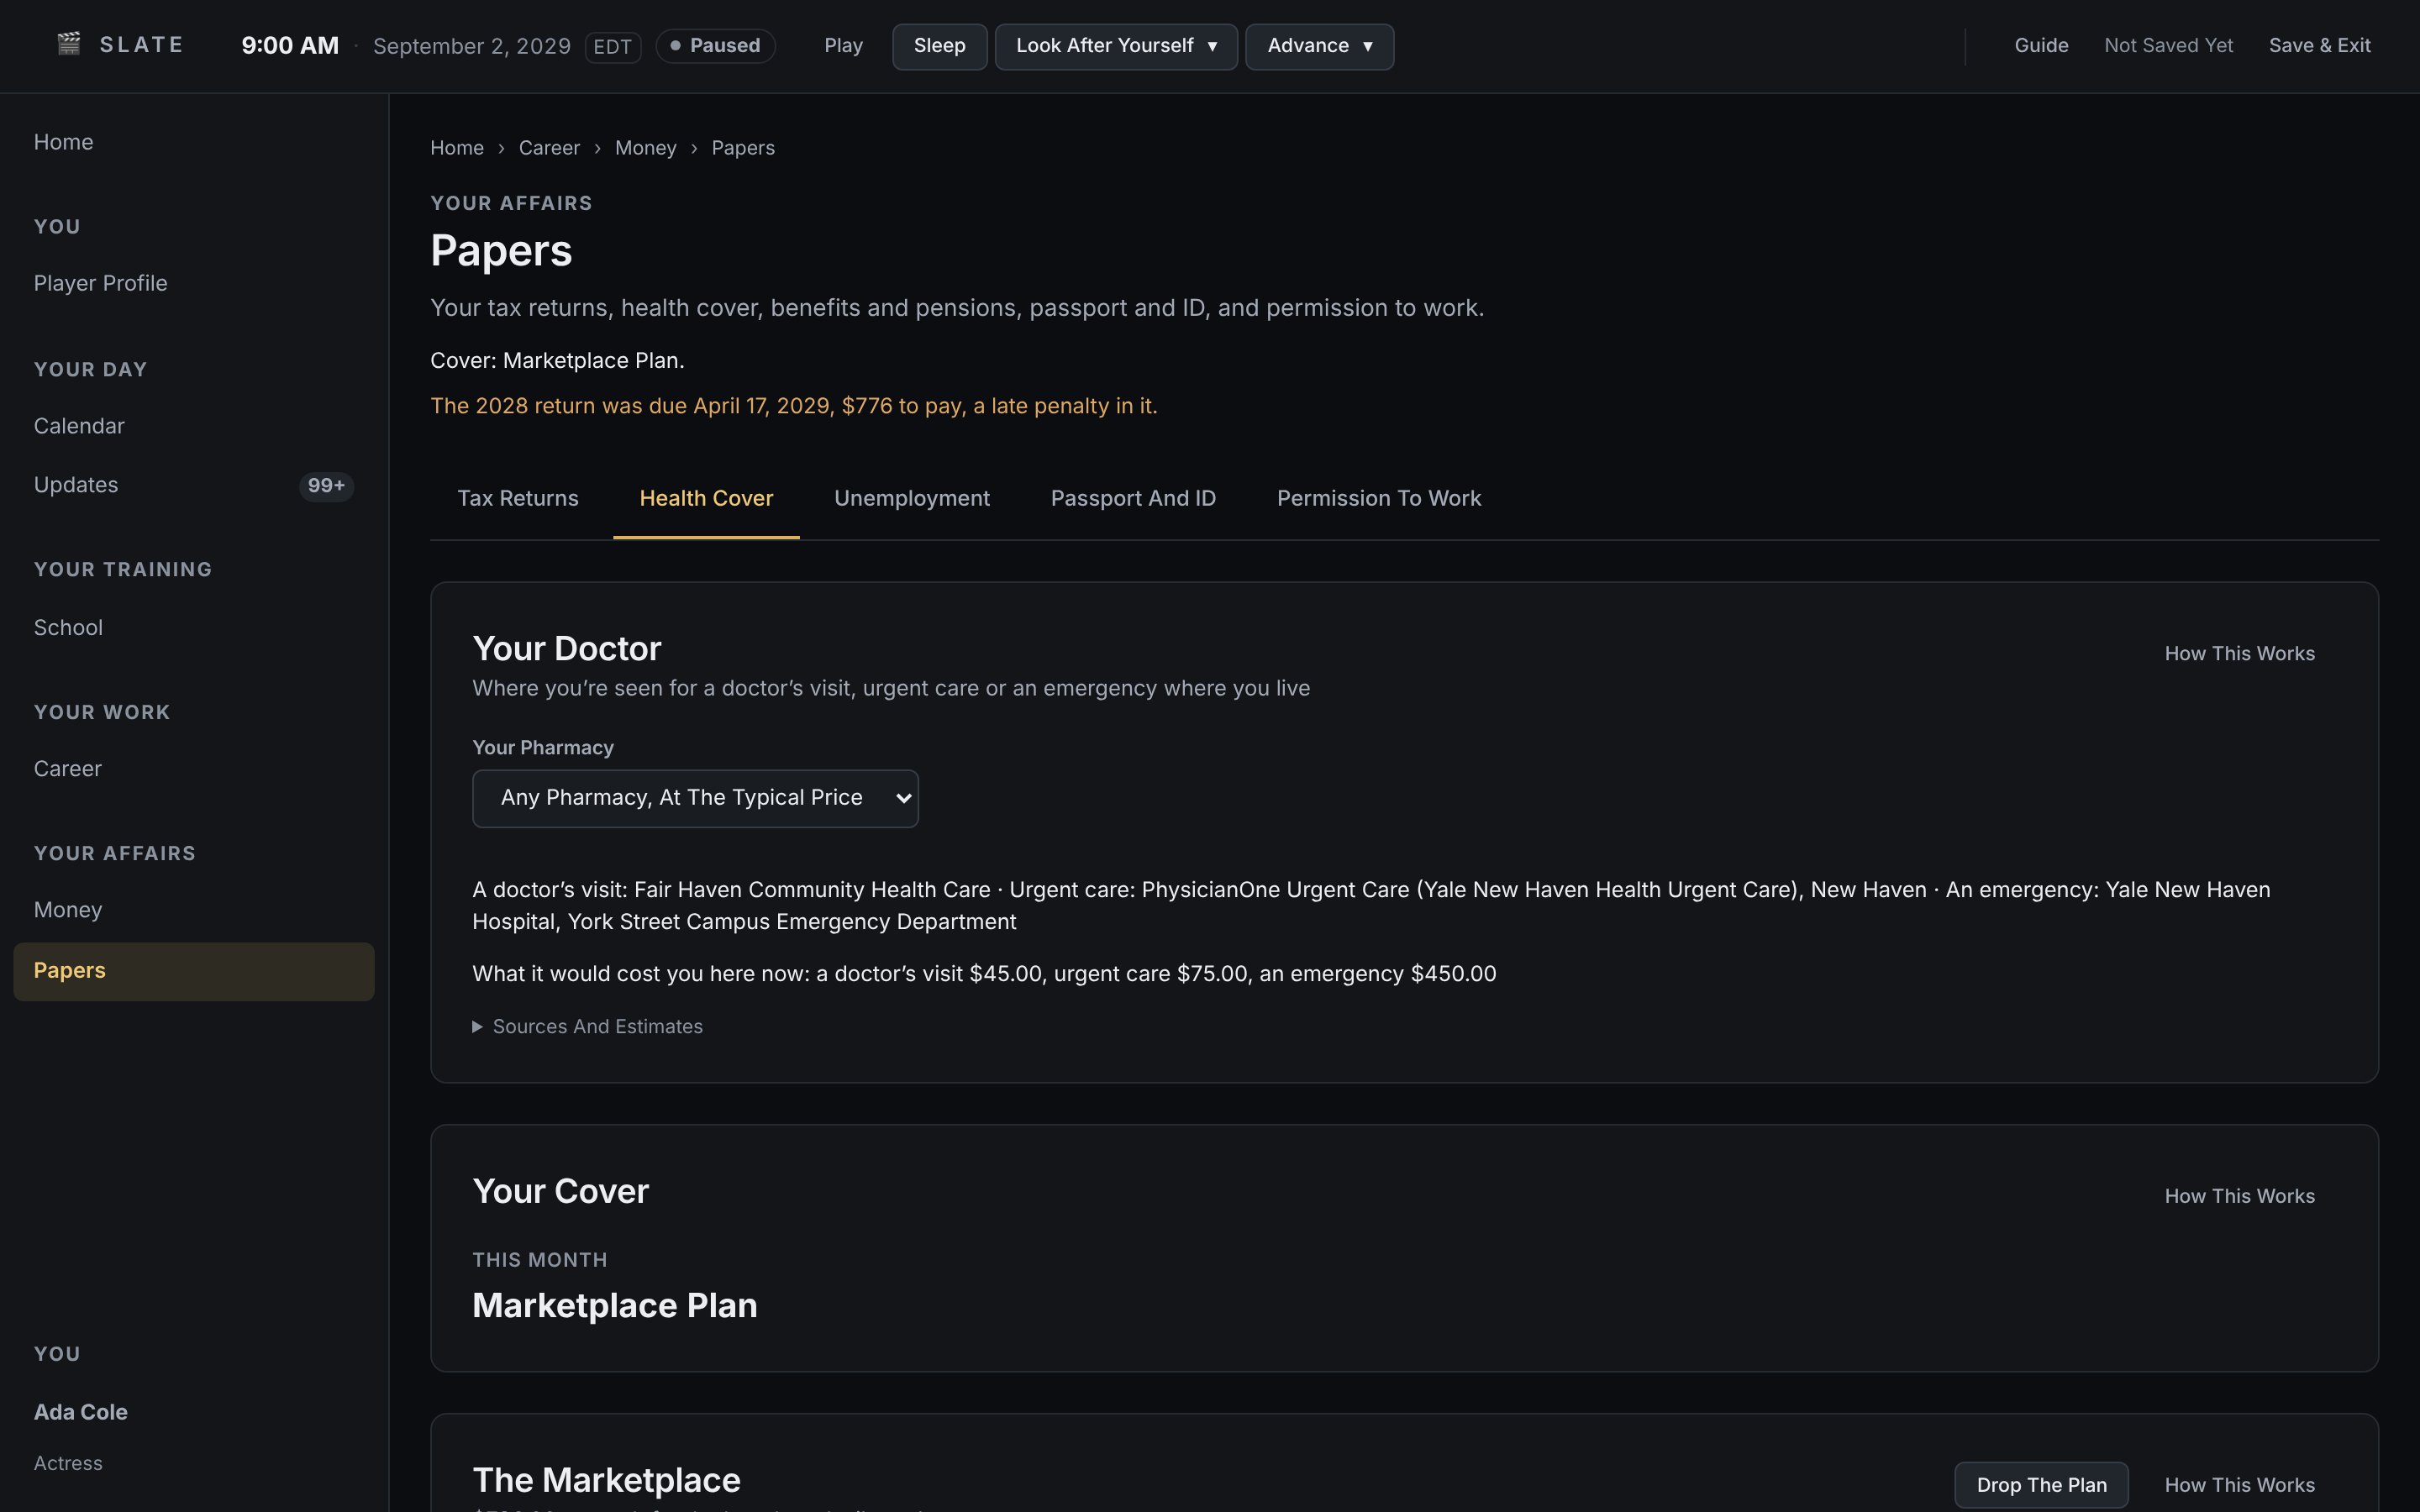 SLATE
9:00 AM · September 2, 2029 EDT Paused
Play
Sleep
Look After Yourself ▾
Advance ▾
Guide
Not Saved Yet
Save & Exit
Home
YOU
Player Profile
YOUR DAY
Calendar
Updates 99+
YOUR TRAINING
School
YOUR WORK
Career
YOUR AFFAIRS
Money
Papers
YOU
Ada Cole
Actress
Home › Career › Money › Papers
YOUR AFFAIRS
Papers
Your tax returns, health cover, benefits and pensions, passport and ID, and permission to work.
Cover: Marketplace Plan.
The 2028 return was due April 17, 2029, $776 to pay, a late penalty in it.
Tax Returns
Health Cover
Unemployment
Passport And ID
Permission To Work
Your Doctor
How This Works
Where you’re seen for a doctor’s visit, urgent care or an emergency where you live
Your Pharmacy
Any Pharmacy, At The Typical Price
A doctor’s visit: Fair Haven Community Health Care · Urgent care: PhysicianOne Urgent Care (Yale New Haven Health Urgent Care), New Haven · An emergency: Yale New Haven
Hospital, York Street Campus Emergency Department
What it would cost you here now: a doctor’s visit $45.00, urgent care $75.00, an emergency $450.00
Sources And Estimates
Your Cover
How This Works
THIS MONTH
Marketplace Plan
The Marketplace
Drop The Plan
How This Works